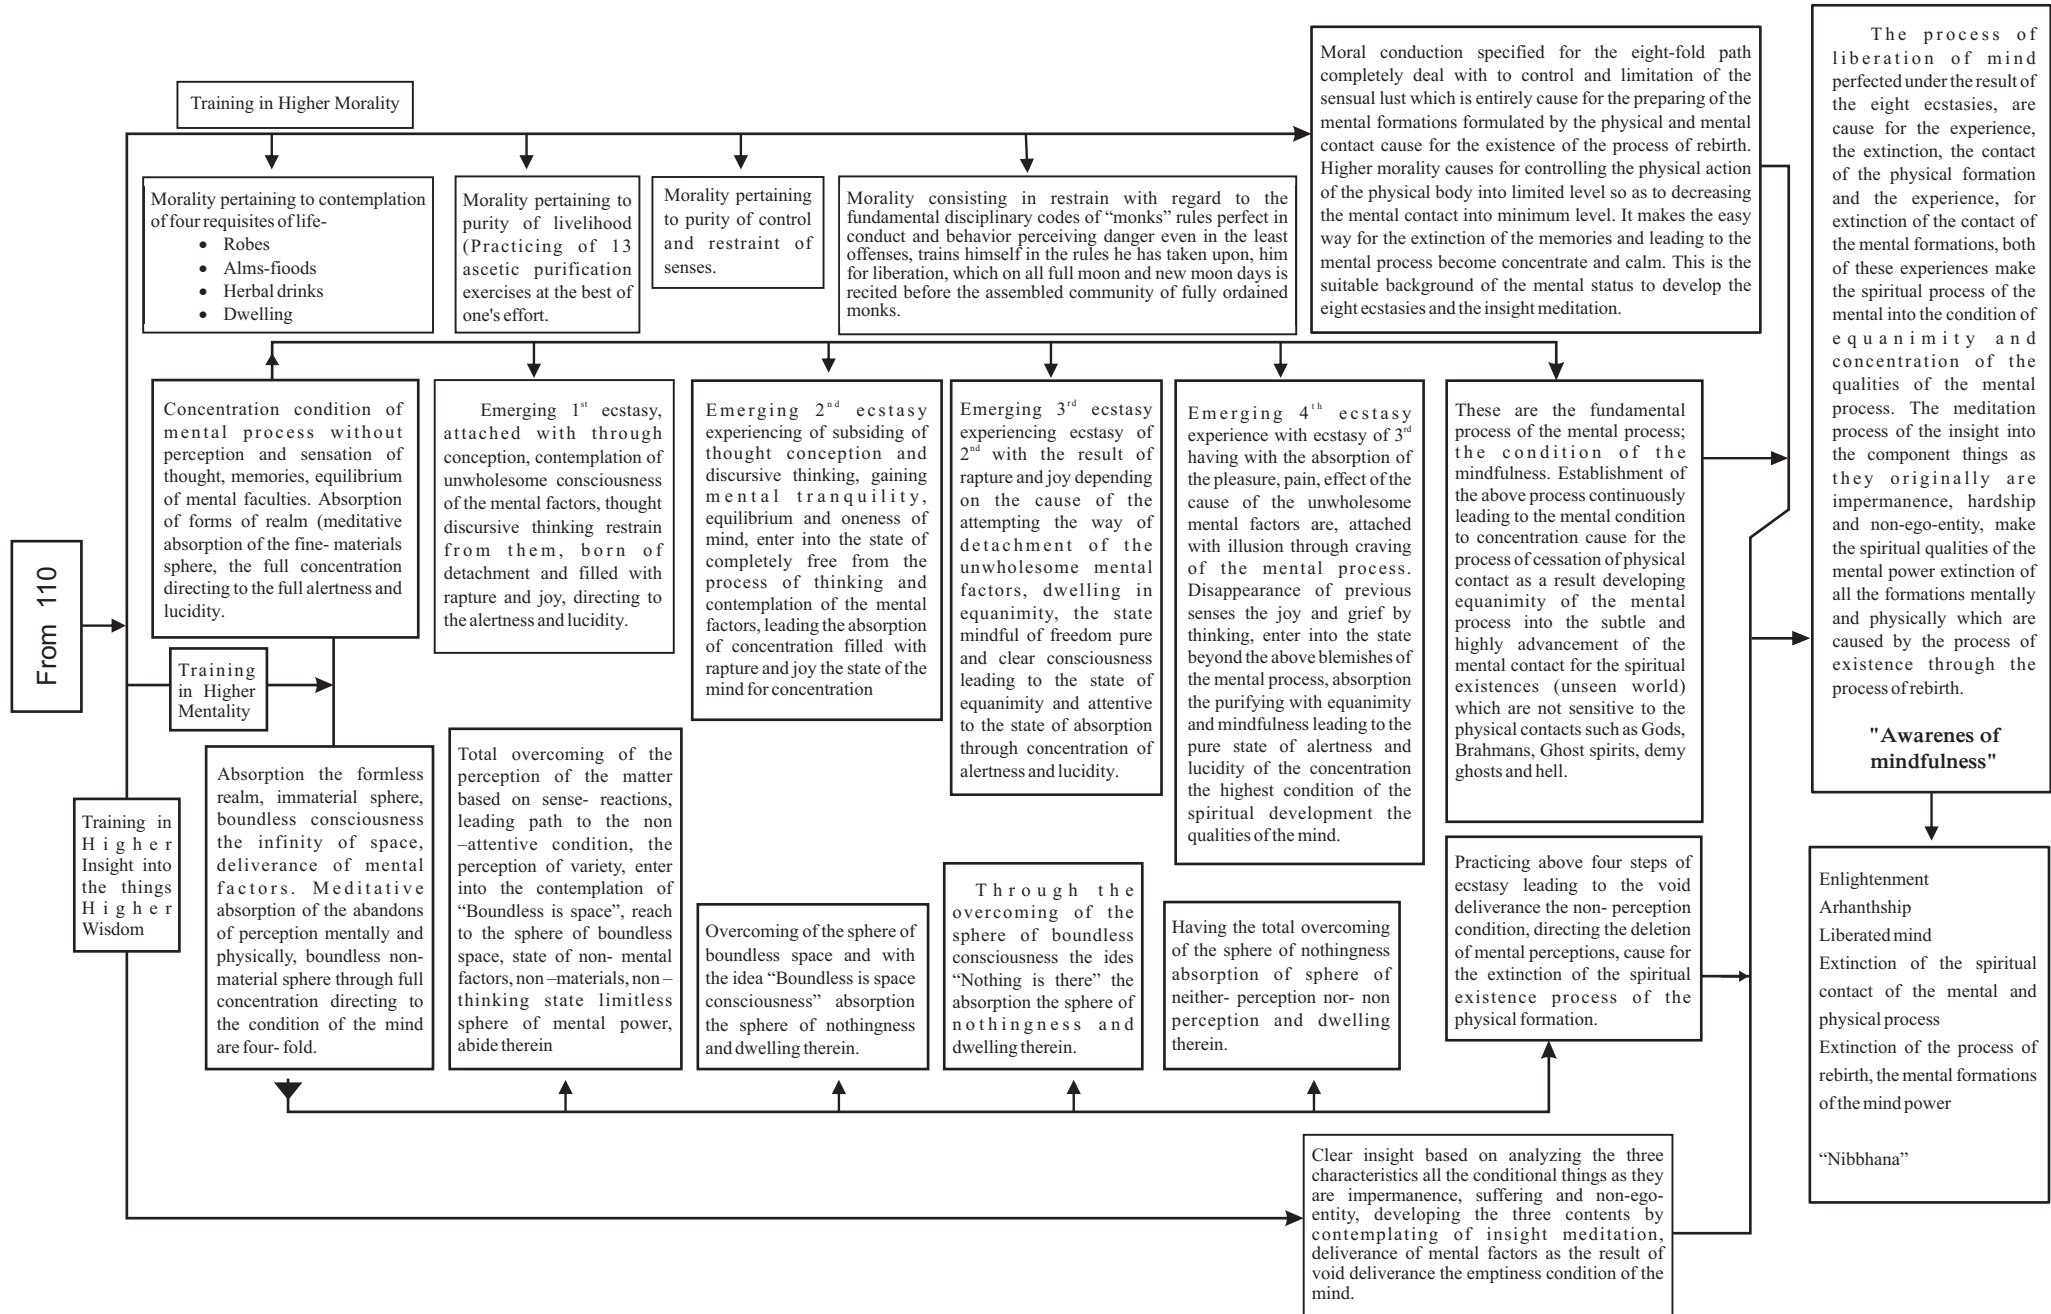 From 110
Training in Higher Morality
Morality pertaining to contemplation
of four requisites of life-
• Robes
• Alms-fioods
• Herbal drinks
• Dwelling
Morality pertaining to
purity of livelihood
(Practicing of 13
ascetic purification
exercises at the best of
one's effort.
Morality pertaining
to purity of control
and restraint of
senses.
Morality consisting in restrain with regard to the
fundamental disciplinary codes of “monks” rules perfect in
conduct and behavior perceiving danger even in the least
offenses, trains himself in the rules he has taken upon, him
for liberation, which on all full moon and new moon days is
recited before the assembled community of fully ordained
monks.
Moral conduction specified for the eight-fold path
completely deal with to control and limitation of the
sensual lust which is entirely cause for the preparing of the
mental formations formulated by the physical and mental
contact cause for the existence of the process of rebirth.
Higher morality causes for controlling the physical action
of the physical body into limited level so as to decreasing
the mental contact into minimum level. It makes the easy
way for the extinction of the memories and leading to the
mental process become concentrate and calm. This is the
suitable background of the mental status to develop the
eight ecstasies and the insight meditation.
Training
in Higher
Mentality
Concentration condition of
mental process without
perception and sensation of
thought, memories, equilibrium
of mental faculties. Absorption
of forms of realm (meditative
absorption of the fine- materials
sphere, the full concentration
directing to the full alertness and
lucidity.
Emerging 1st ecstasy,
attached with through
conception, contemplation of
unwholesome consciousness
of the mental factors, thought
discursive thinking restrain
from them, born of
detachment and filled with
rapture and joy, directing to
the alertness and lucidity.
Emerging 2nd ecstasy
experiencing of subsiding of
thought conception and
discursive thinking, gaining
mental tranquility,
equilibrium and oneness of
mind, enter into the state of
completely free from the
process of thinking and
contemplation of the mental
factors, leading the absorption
of concentration filled with
rapture and joy the state of the
mind for concentration
Emerging 3rd ecstasy
experiencing ecstasy of
2nd with the result of
rapture and joy depending
on the cause of the
attempting the way of
detachment of the
unwholesome mental
factors, dwelling in
equanimity, the state
mindful of freedom pure
and clear consciousness
leading to the state of
equanimity and attentive
to the state of absorption
through concentration of
alertness and lucidity.
Emerging 4th ecstasy
experience with ecstasy of 3rd
having with the absorption of
the pleasure, pain, effect of the
cause of the unwholesome
mental factors are, attached
with illusion through craving
of the mental process.
Disappearance of previous
senses the joy and grief by
thinking, enter into the state
beyond the above blemishes of
the mental process, absorption
the purifying with equanimity
and mindfulness leading to the
pure state of alertness and
lucidity of the concentration
the highest condition of the
spiritual development the
qualities of the mind.
These are the fundamental
process of the mental process;
the condition of the
mindfulness. Establishment of
the above process continuously
leading to the mental condition
to concentration cause for the
process of cessation of physical
contact as a result developing
equanimity of the mental
process into the subtle and
highly advancement of the
mental contact for the spiritual
existences (unseen world)
which are not sensitive to the
physical contacts such as Gods,
Brahmans, Ghost spirits, demy
ghosts and hell.
Absorption the formless
realm, immaterial sphere,
boundless consciousness
the infinity of space,
deliverance of mental
factors. Meditative
absorption of the abandons
of perception mentally and
physically, boundless non-
material sphere through full
concentration directing to
the condition of the mind
are four- fold.
Total overcoming of the
perception of the matter
based on sense- reactions,
leading path to the non
–attentive condition, the
perception of variety, enter
into the contemplation of
“Boundless is space”, reach
to the sphere of boundless
space, state of non- mental
factors, non –materials, non –
thinking state limitless
sphere of mental power,
abide therein
Overcoming of the sphere of
boundless space and with
the idea “Boundless is space
consciousness” absorption
the sphere of nothingness
and dwelling therein.
Through the
overcoming of the
sphere of boundless
consciousness the ides
“Nothing is there” the
absorption the sphere of
nothingness and
dwelling therein.
Having the total overcoming
of the sphere of nothingness
absorption of sphere of
neither- perception nor- non
perception and dwelling
therein.
Practicing above four steps of
ecstasy leading to the void
deliverance the non- perception
condition, directing the deletion
of mental perceptions, cause for
the extinction of the spiritual
existence process of the
physical formation.
Training in
Higher
Insight into
the things
Higher
Wisdom
Clear insight based on analyzing the three
characteristics all the conditional things as they
are impermanence, suffering and non-ego-
entity, developing the three contents by
contemplating of insight meditation,
deliverance of mental factors as the result of
void deliverance the emptiness condition of the
mind.
The process of
liberation of mind
perfected under the result of
the eight ecstasies, are
cause for the experience,
the extinction, the contact
of the physical formation
and the experience, for
extinction of the contact of
the mental formations, both
of these experiences make
the spiritual process of the
mental into the condition of
equanimity and
concentration of the
qualities of the mental
process. The meditation
process of the insight into
the component things as
they originally are
impermanence, hardship
and non-ego-entity, make
the spiritual qualities of the
mental power extinction of
all the formations mentally
and physically which are
caused by the process of
existence through the
process of rebirth.
"Awarenes of
mindfulness"
Enlightenment
Arhanthship
Liberated mind
Extinction of the spiritual
contact of the mental and
physical process
Extinction of the process of
rebirth, the mental formations
of the mind power
“Nibbhana”